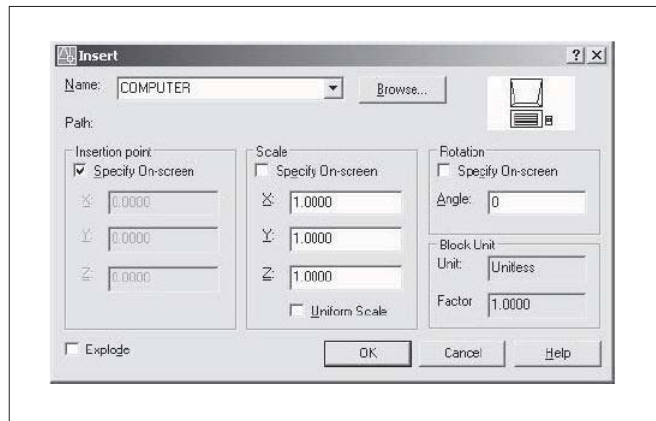 Insert
Name: COMPUTER Browse...
Path:
Insertion point
Specify On-screen
X: 0.0000
Y: 0.0000
Z: 0.0000
Scale
Specify On-screen
X: 1.0000
Y: 1.0000
Z: 1.0000
Uniform Scale
Rotation
Specify On-screen
Angle: 0
Block Unit
Unit: Unitless
Factor 1.0000
Explode
OK Cancel Help